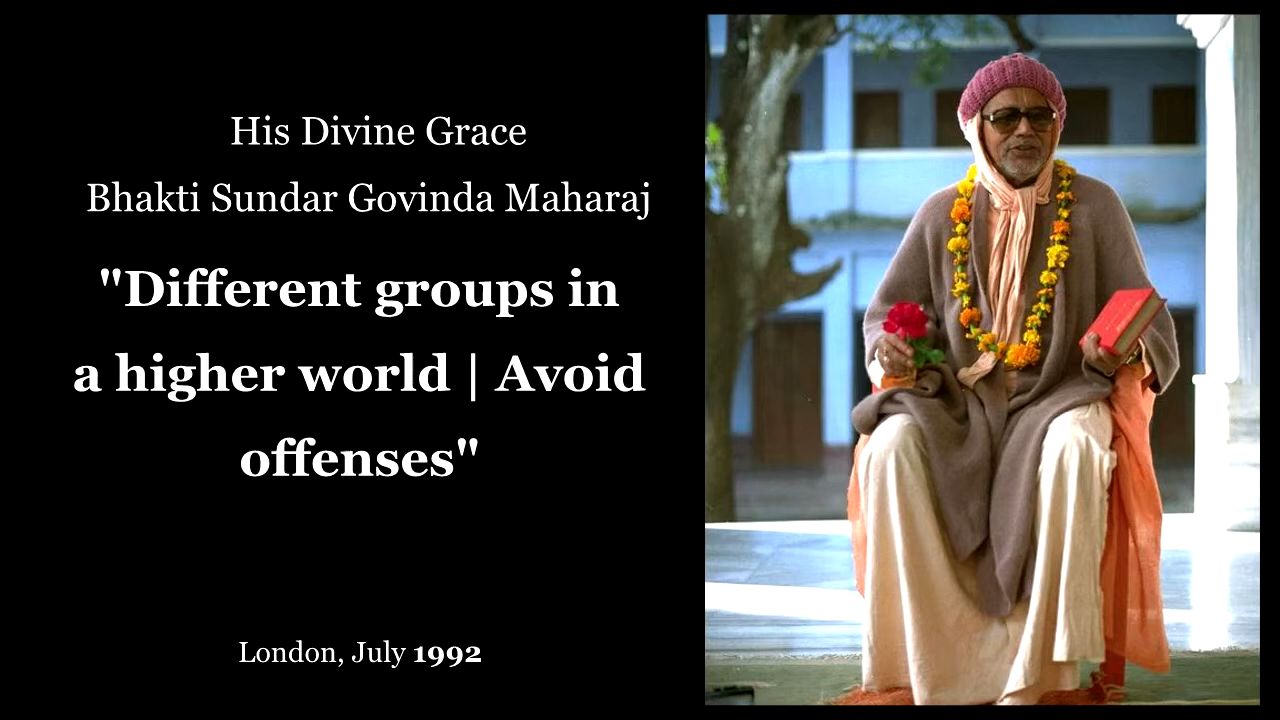 His Divine Grace
Bhakti Sundar Govinda Maharaj
"Different groups in
a higher world | Avoid
offenses"
London, July 1992